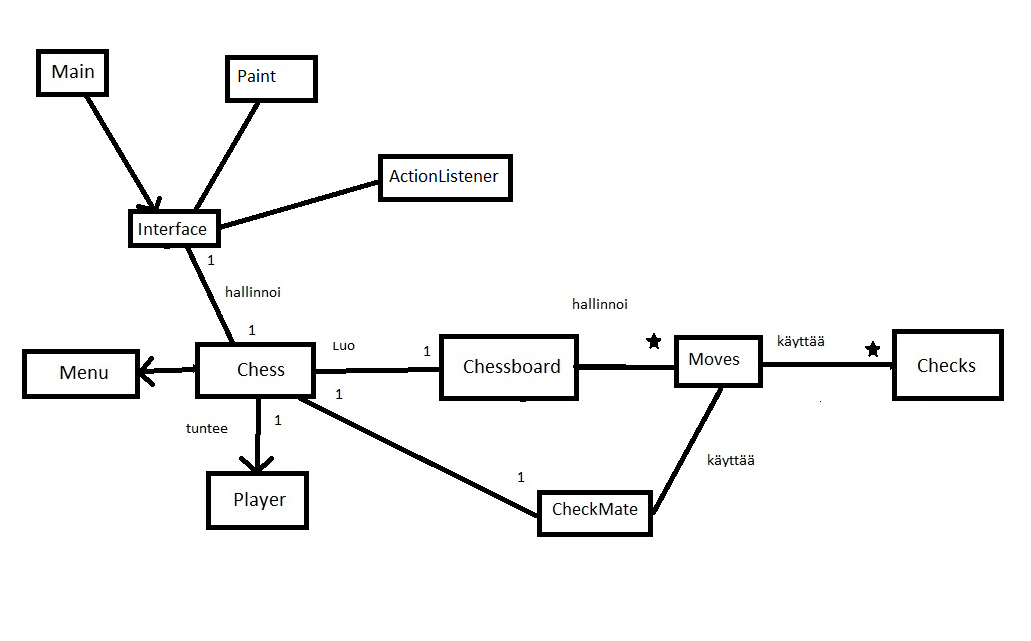 Main
Paint
ActionListener
Interface
1
hallinnoi
1
hallinnoi
Luo
1
käyttää
Menu
Chess
Chessboard
Moves
Checks
1
tuntee
1
käyttää
1
Player
CheckMate